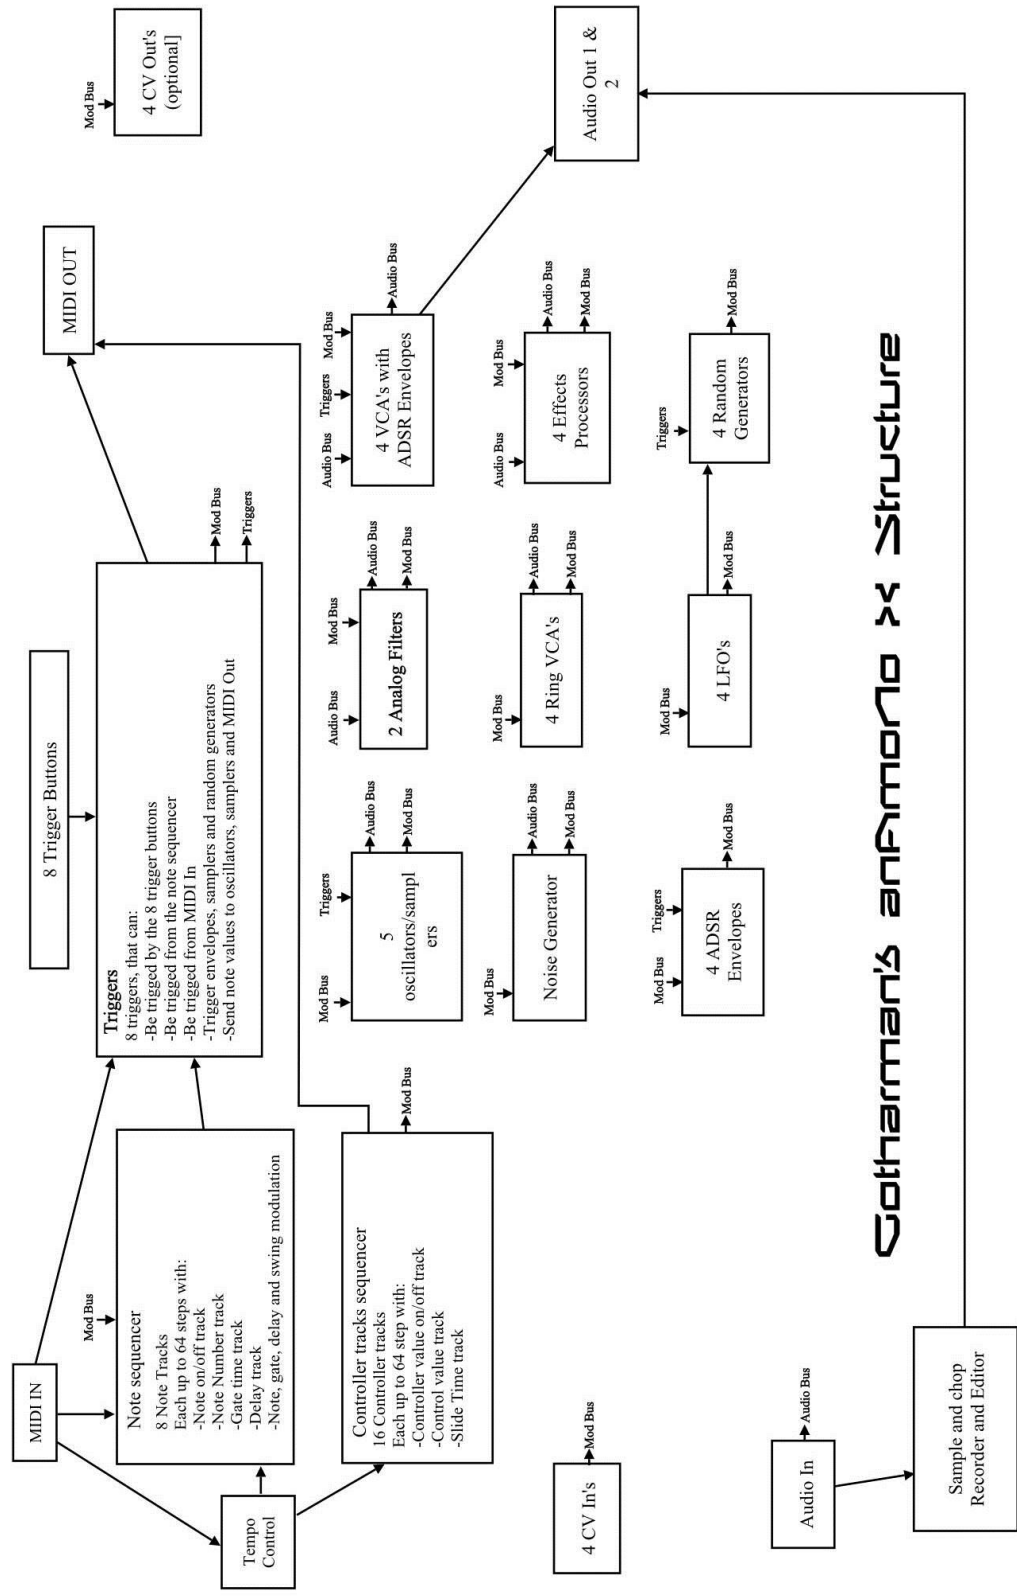 MIDI IN
Mod Bus
Note sequencer
8 Note Tracks
Each up to 64 steps with:
-Note on/off track
-Note Number track
-Gate time track
-Delay track
-Note, gate, delay and swing modulation
Tempo
Control
Controller tracks sequencer
16 Controller tracks
Each up to 64 step with:
-Controller value on/off track
-Control value track
-Slide Time track
Mod Bus
8 Trigger Buttons
Triggers
8 triggers, that can:
-Be trigged by the 8 trigger buttons
-Be trigged from the note sequencer
-Be trigged from MIDI In
-Trigger envelopes, samplers and random generators
-Send note values to oscillators, samplers and MIDI Out
Mod Bus
Triggers
MIDI OUT
Mod Bus
4 CV Out's
(optional]
Mod Bus
Triggers
5
oscillators/sampl
ers
Audio Bus
Mod Bus
Audio Bus
Mod Bus
2 Analog Filters
Audio Bus
Mod Bus
Audio Bus
Triggers
Mod Bus
4 VCA's with
ADSR Envelopes
Audio Bus
Audio Out 1 &
2
Mod Bus
Noise Generator
Audio Bus
Mod Bus
Mod Bus
4 Ring VCA's
Audio Bus
Mod Bus
Audio Bus
Mod Bus
4 Effects
Processors
Audio Bus
Mod Bus
4 CV In's
Mod Bus
Mod Bus
Triggers
4 ADSR
Envelopes
Mod Bus
Mod Bus
4 LFO's
Mod Bus
Triggers
4 Random
Generators
Mod Bus
Audio In
Audio Bus
Sample and chop
Recorder and Editor
Gotharman's anAmono X Structure